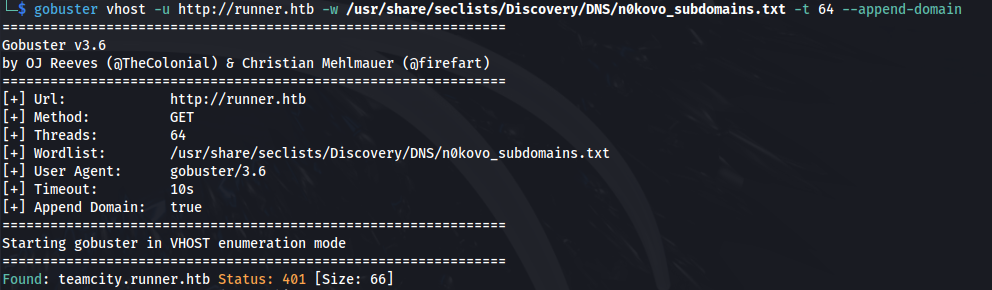 └─$ gobuster vhost -u http://runner.htb -w /usr/share/seclists/Discovery/DNS/n0kovo_subdomains.txt -t 64 --append-domain
===============================================================
Gobuster v3.6
by OJ Reeves (@TheColonial) & Christian Mehlmauer (@firefart)
===============================================================
[+] Url:             http://runner.htb
[+] Method:          GET
[+] Threads:         64
[+] Wordlist:        /usr/share/seclists/Discovery/DNS/n0kovo_subdomains.txt
[+] User Agent:      gobuster/3.6
[+] Timeout:         10s
[+] Append Domain:   true
===============================================================
Starting gobuster in VHOST enumeration mode
===============================================================
Found: teamcity.runner.htb Status: 401 [Size: 66]